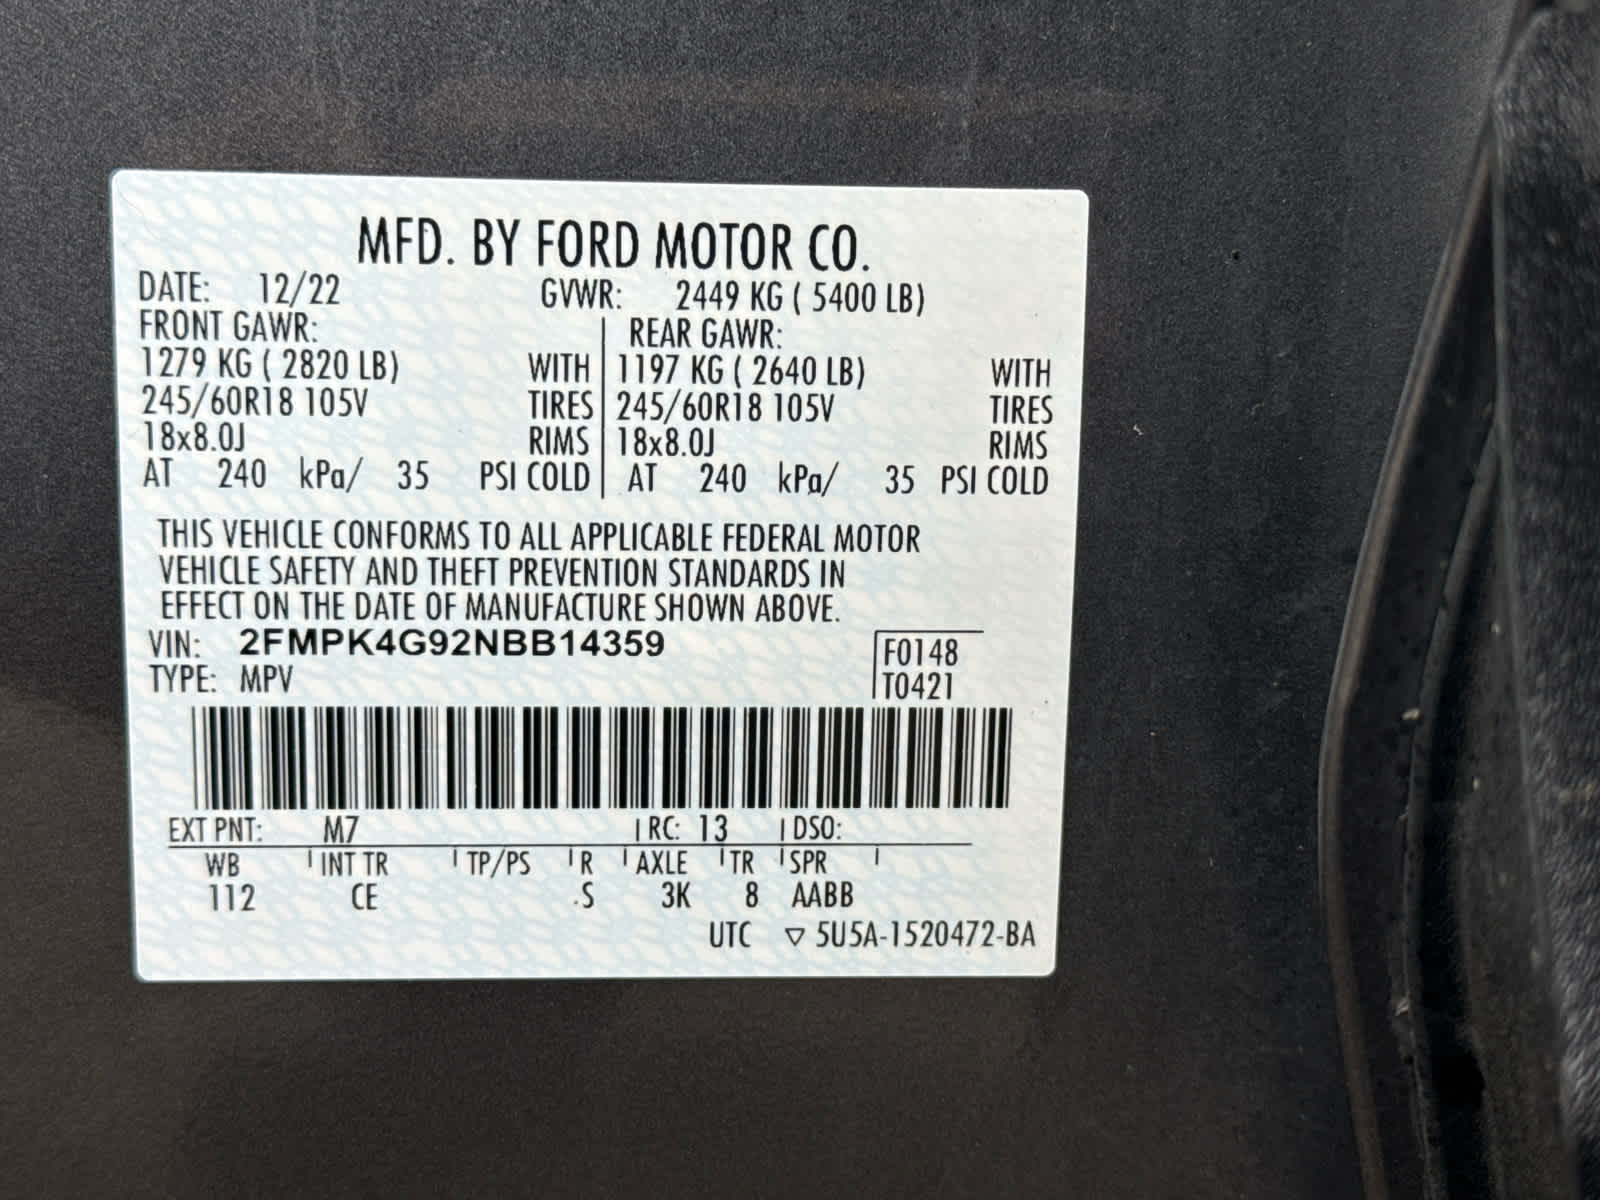 MFD. BY FORD MOTOR CO.
DATE: 12/22 GVWR: 2449 KG ( 5400 LB)
FRONT GAWR: REAR GAWR:
1279 KG ( 2820 LB) WITH 1197 KG ( 2640 LB) WITH
245/60R18 105V TIRES 245/60R18 105V TIRES
18x8.0J RIMS 18x8.0J RIMS
AT 240 kPa/ 35 PSI COLD AT 240 kPa/ 35 PSI COLD
THIS VEHICLE CONFORMS TO ALL APPLICABLE FEDERAL MOTOR
VEHICLE SAFETY AND THEFT PREVENTION STANDARDS IN
EFFECT ON THE DATE OF MANUFACTURE SHOWN ABOVE.
VIN: 2FMPK4G92NBB14359 F0148
TYPE: MPV T0421
EXT PNT: M7 RC: 13 DSO:
WB INT TR TP/PS R AXLE TR SPR
112 CE .S 3K 8 AABB
UTC ▽ 5U5A-1520472-BA